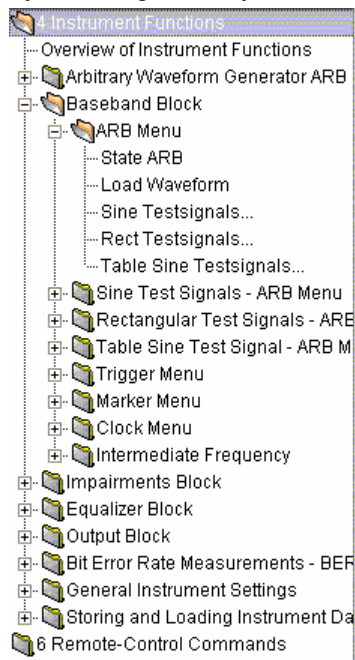 4 Instrument Functions
Overview of Instrument Functions
Arbitrary Waveform Generator ARB
Baseband Block
ARB Menu
State ARB
Load Waveform
Sine Testsignals...
Rect Testsignals...
Table Sine Testsignals...
Sine Test Signals - ARB Menu
Rectangular Test Signals - ARB
Table Sine Test Signal - ARB M
Trigger Menu
Marker Menu
Clock Menu
Intermediate Frequency
Impairments Block
Equalizer Block
Output Block
Bit Error Rate Measurements - BER
General Instrument Settings
Storing and Loading Instrument Da
6 Remote-Control Commands